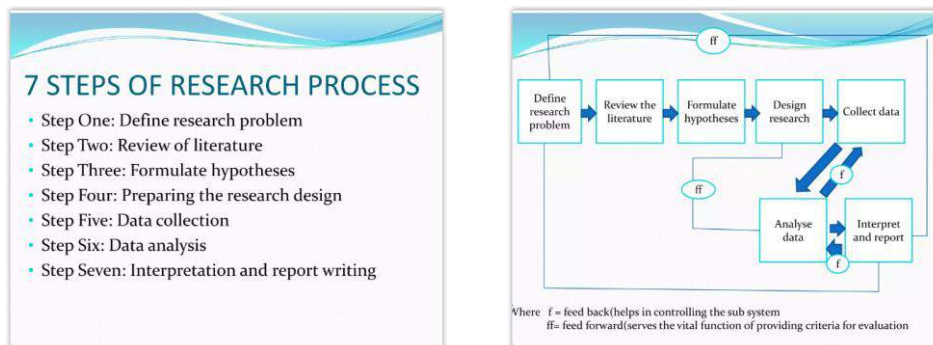 7 STEPS OF RESEARCH PROCESS
• Step One: Define research problem
• Step Two: Review of literature
• Step Three: Formulate hypotheses
• Step Four: Preparing the research design
• Step Five: Data collection
• Step Six: Data analysis
• Step Seven: Interpretation and report writing
ff
Define
research
problem
Review the
literature
Formulate
hypotheses
Design
research
Collect data
f
ff
Analyse
data
Interpret
and report
f
Where f = feed back(helps in controlling the sub system
ff= feed forward(serves the vital function of providing criteria for evaluation